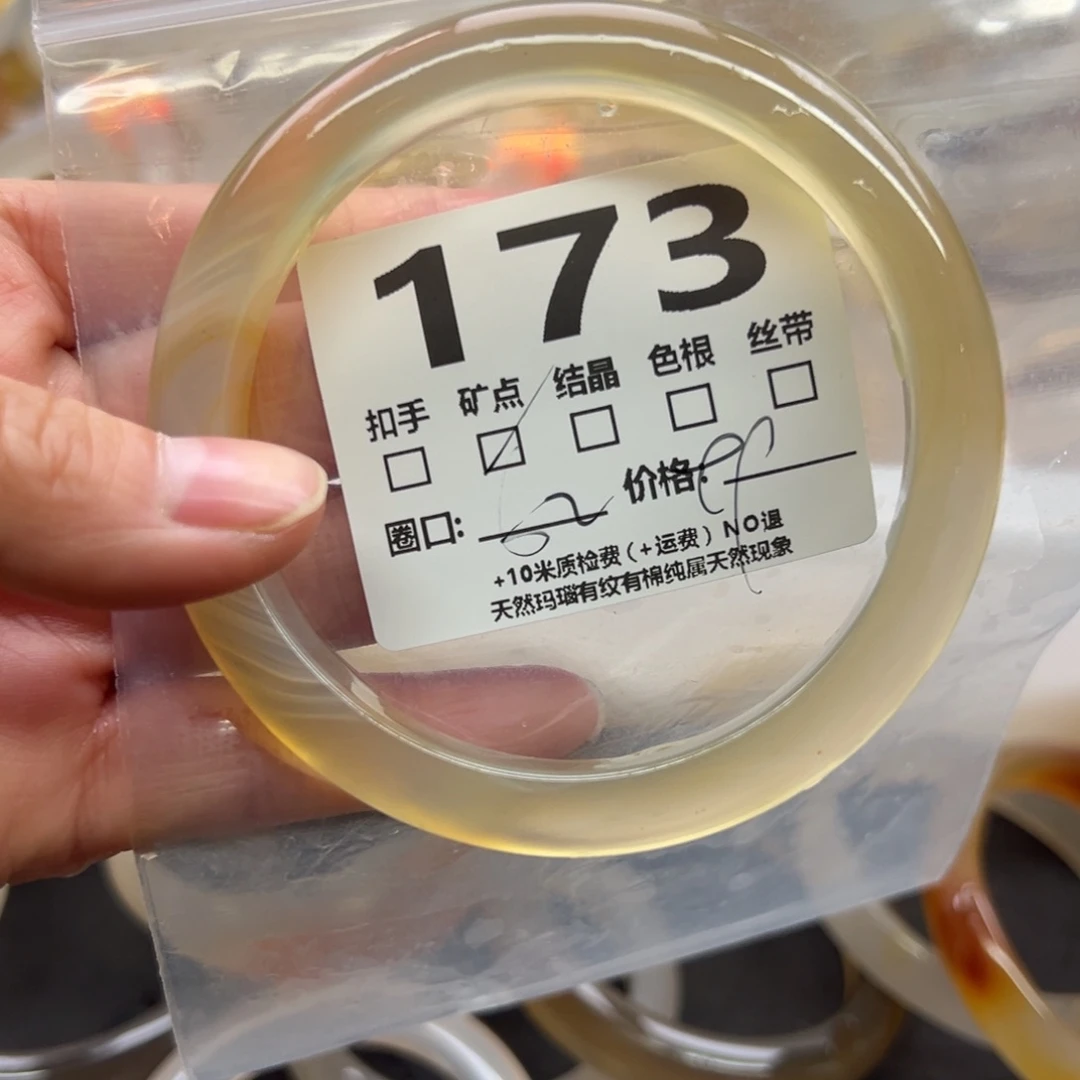 173
扣手 矿点 结晶 色根 丝带
圈口: 价格:
+10米质检费（+运费）NO退
天然玛瑙有纹有棉纯属天然现象